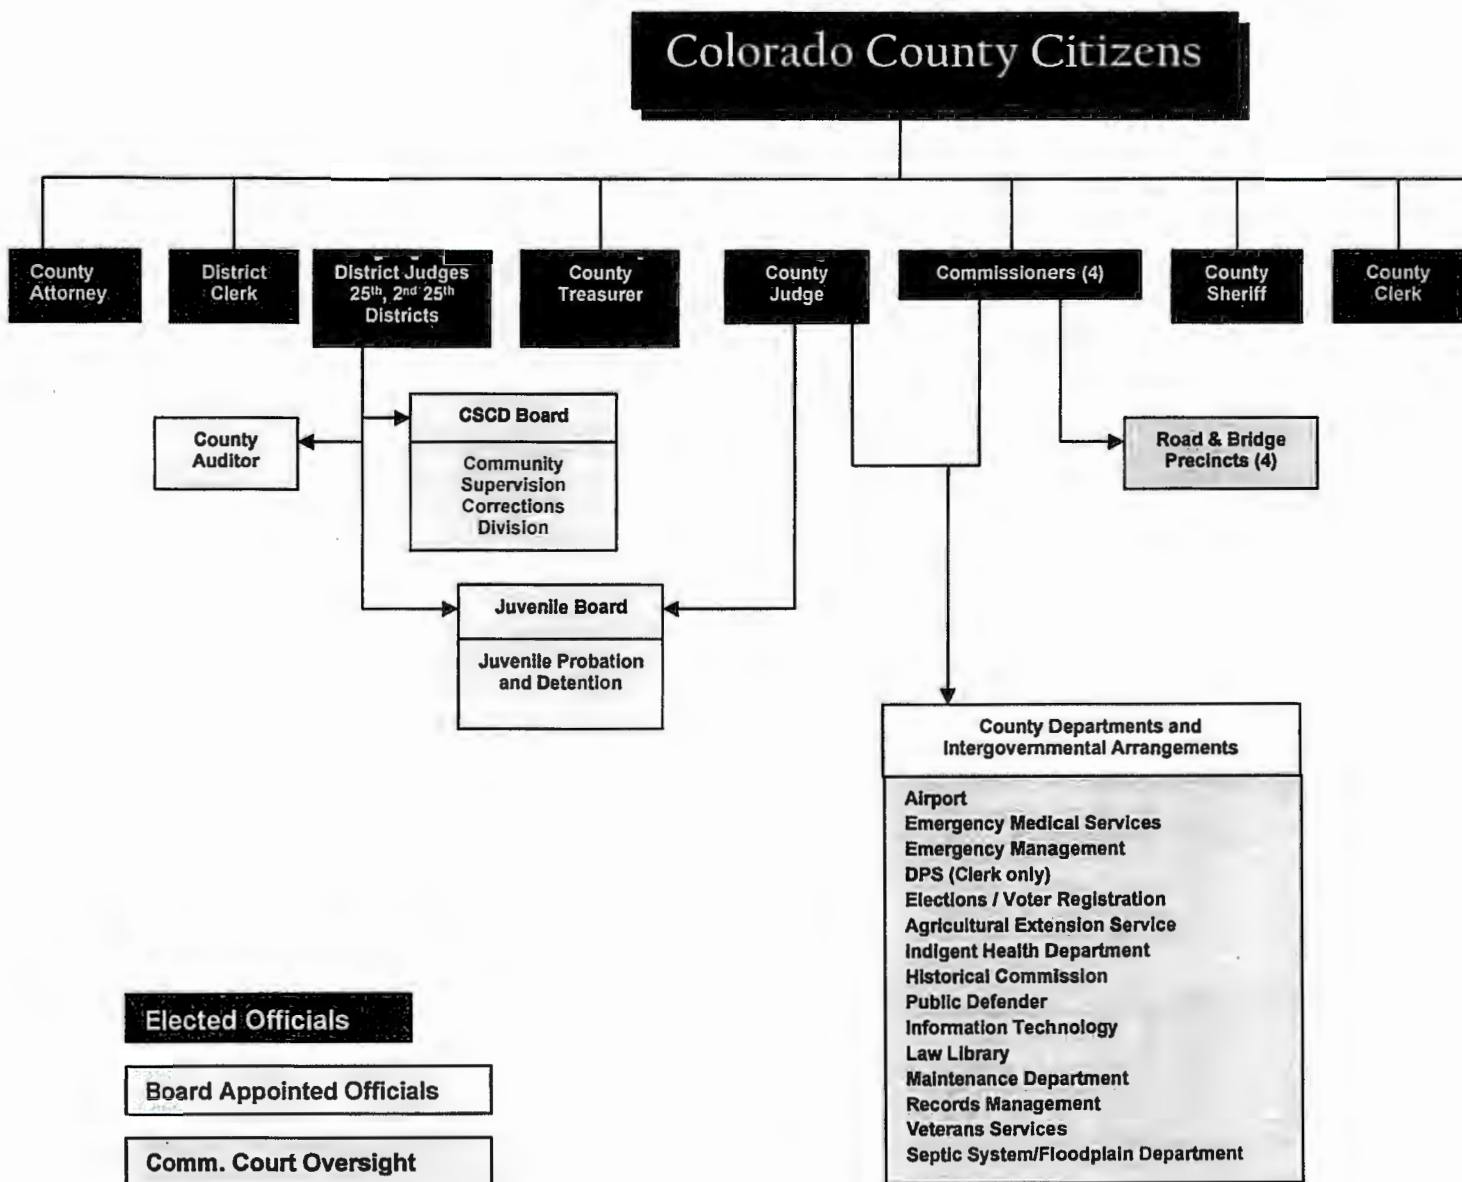 Colorado County Citizens
County
Attorney
District
Clerk
District Judges
25th, 2nd 25th
Districts
County
Treasurer
County
Judge
Commissioners (4)
County
Sheriff
County
Clerk
County
Auditor
CSCD Board
Community
Supervision
Corrections
Division
Road & Bridge
Precincts (4)
Juvenile Board
Juvenile Probation
and Detention
County Departments and
Intergovernmental Arrangements
Airport
Emergency Medical Services
Emergency Management
DPS (Clerk only)
Elections / Voter Registration
Agricultural Extension Service
Indigent Health Department
Historical Commission
Public Defender
Information Technology
Law Library
Maintenance Department
Records Management
Veterans Services
Septic System/Floodplain Department
Elected Officials
Board Appointed Officials
Comm. Court Oversight